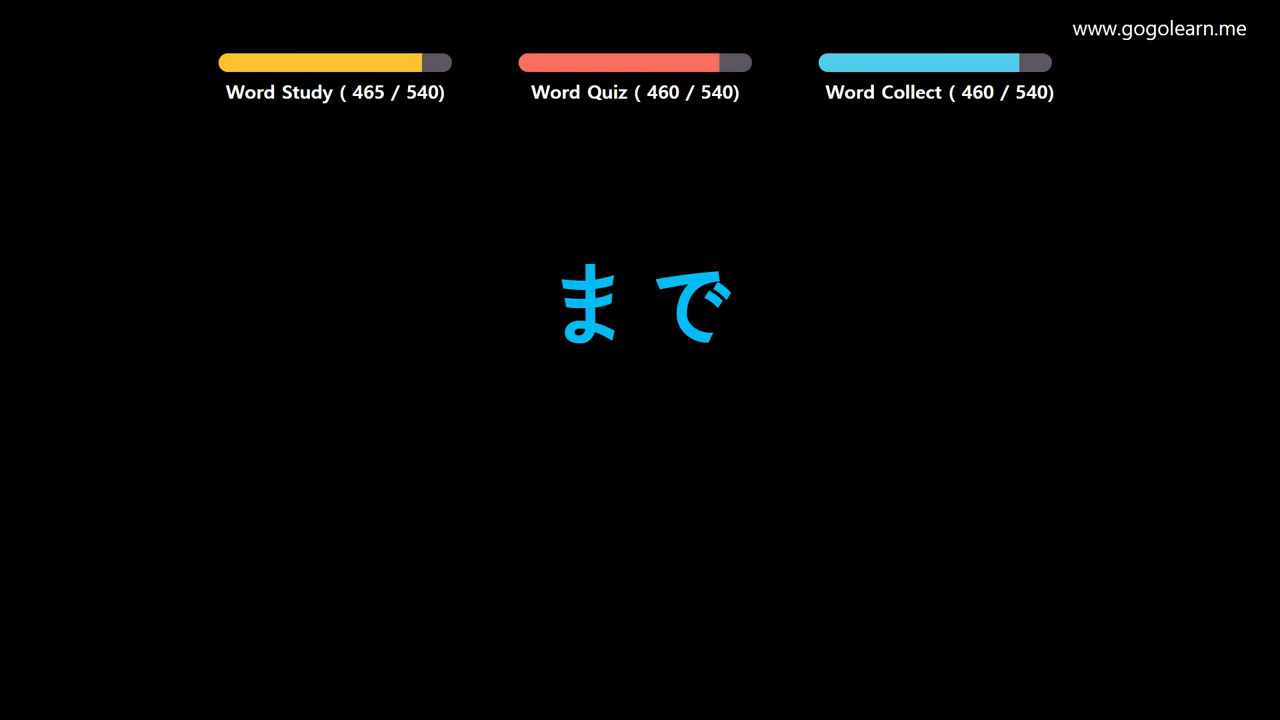 www.gogolearn.me
Word Study ( 465 / 540)
Word Quiz ( 460 / 540)
Word Collect ( 460 / 540)
まで